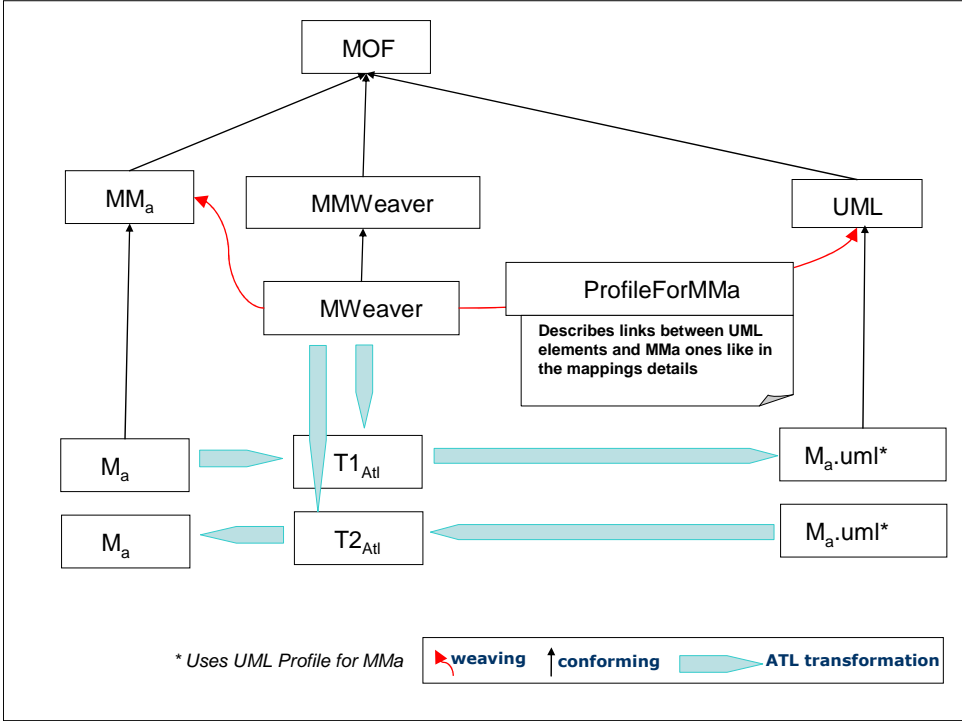 MOF
MMa
MMWeaver
UML
MWeaver
ProfileForMMa
Describes links between UML
elements and MMa ones like in
the mappings details
Ma
T1Atl
Ma.uml*
Ma
T2Atl
Ma.uml*
* Uses UML Profile for MMa
weaving
conforming
ATL transformation